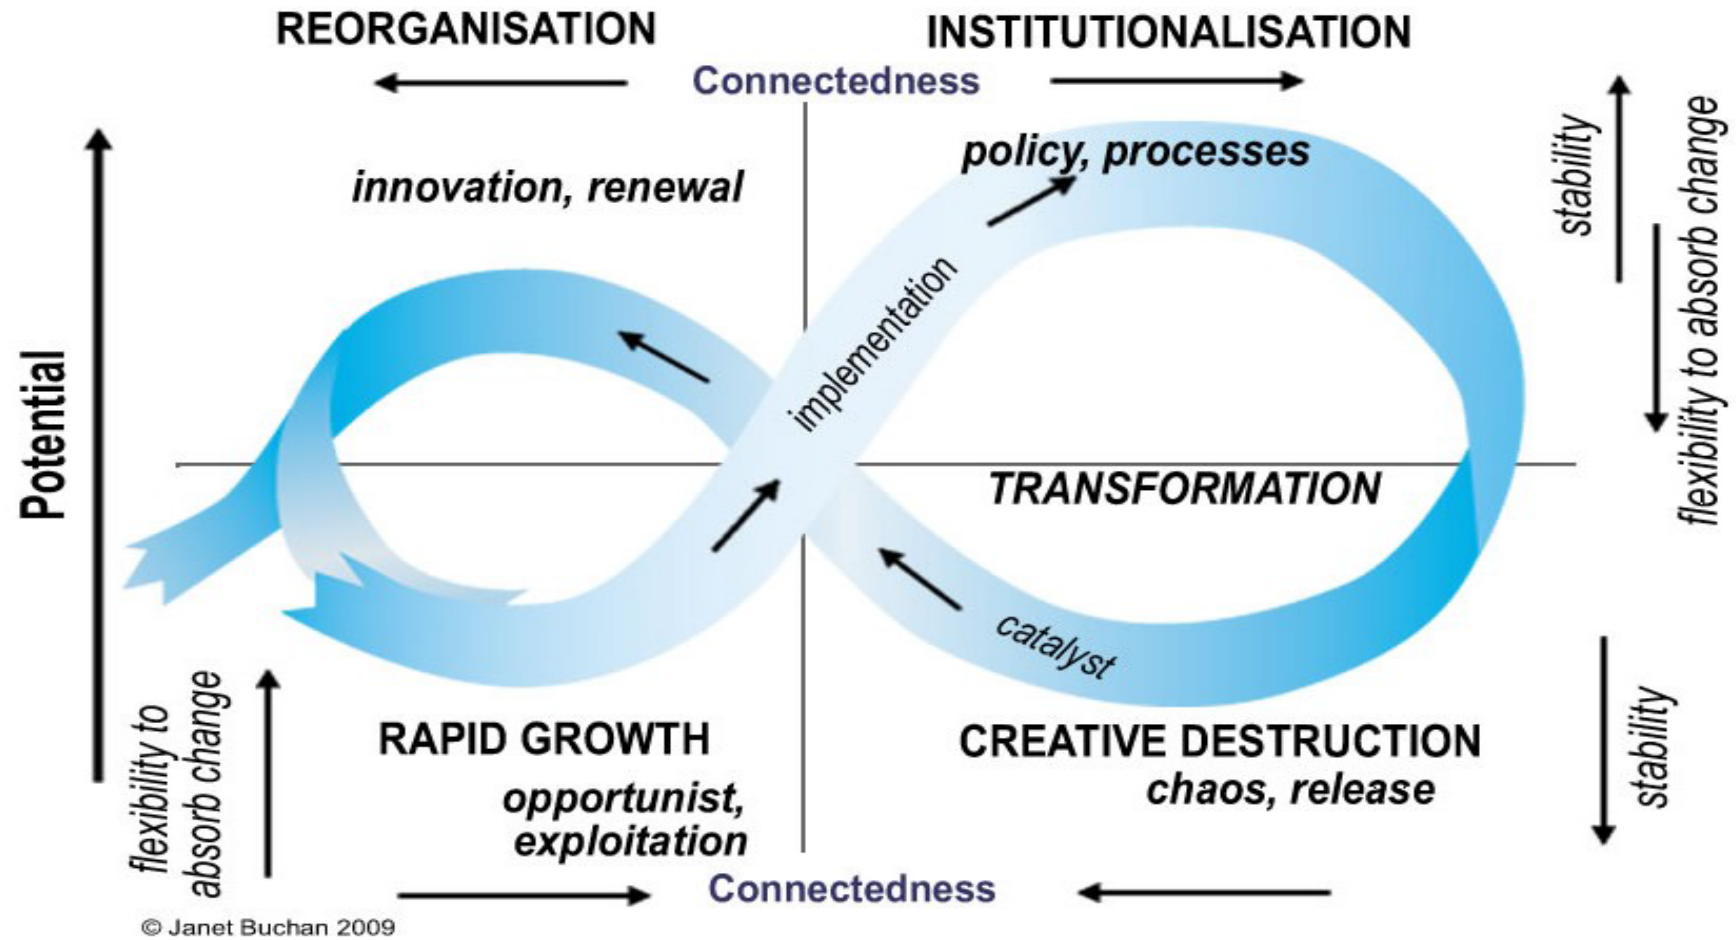 REORGANISATION
INSTITUTIONALISATION
Connectedness
innovation, renewal
policy, processes
stability
flexibility to absorb change
implementation
Potential
TRANSFORMATION
catalyst
RAPID GROWTH
opportunist,
exploitation
CREATIVE DESTRUCTION
chaos, release
stability
flexibility to
absorb change
Connectedness
© Janet Buchan 2009